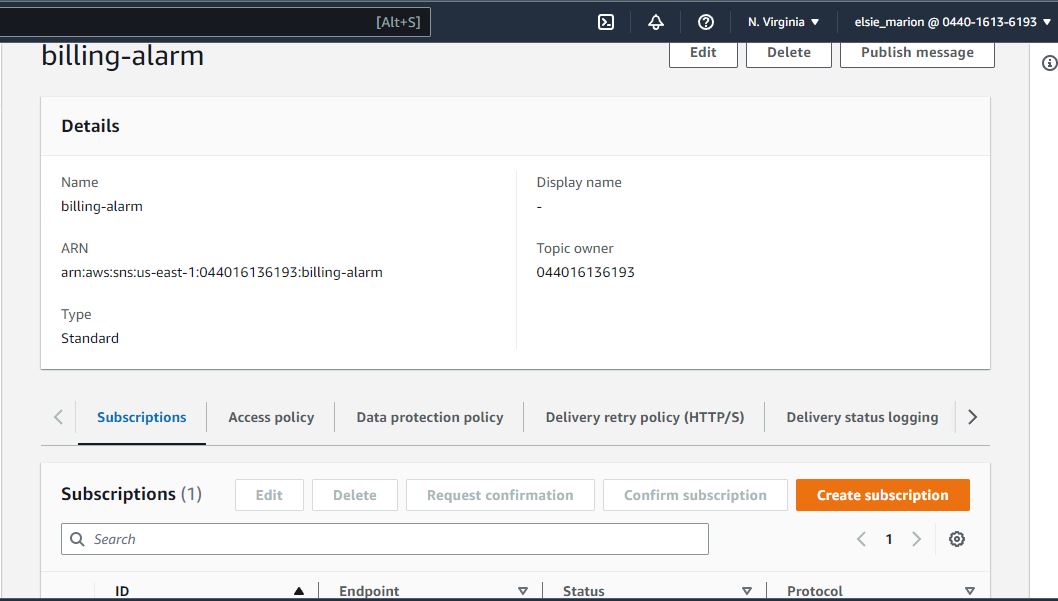 [Alt+S] N. Virginia elsie_marion @ 0440-1613-6193
billing-alarm Edit Delete Publish message
Details
Name Display name
billing-alarm -
ARN Topic owner
arn:aws:sns:us-east-1:044016136193:billing-alarm 044016136193
Type
Standard
Subscriptions Access policy Data protection policy Delivery retry policy (HTTP/S) Delivery status logging
Subscriptions (1) Edit Delete Request confirmation Confirm subscription Create subscription
Search 1
ID Endpoint Status Protocol